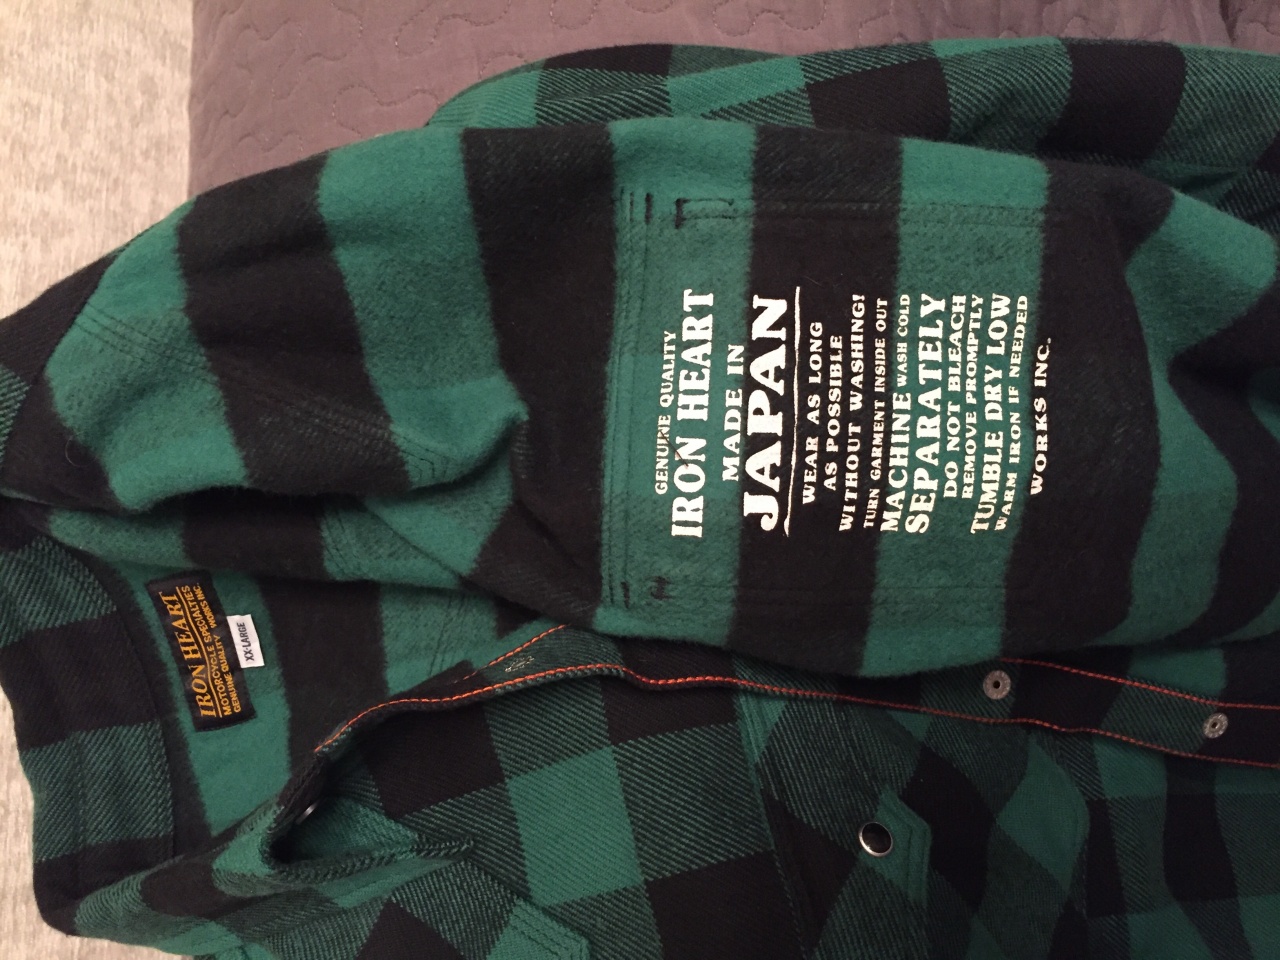 GENUINE QUALITY
IRON HEART
MADE IN
JAPAN
WEAR AS LONG
AS POSSIBLE
WITHOUT WASHING!
TURN GARMENT INSIDE OUT
MACHINE WASH COLD
SEPARATELY
DO NOT BLEACH
REMOVE PROMPTLY
TUMBLE DRY LOW
WARM IRON IF NEEDED
WORKS INC.
IRON HEART
MOTORCYCLE SPECIALTIES
GENUINE QUALITY WORKS INC.
XX-LARGE